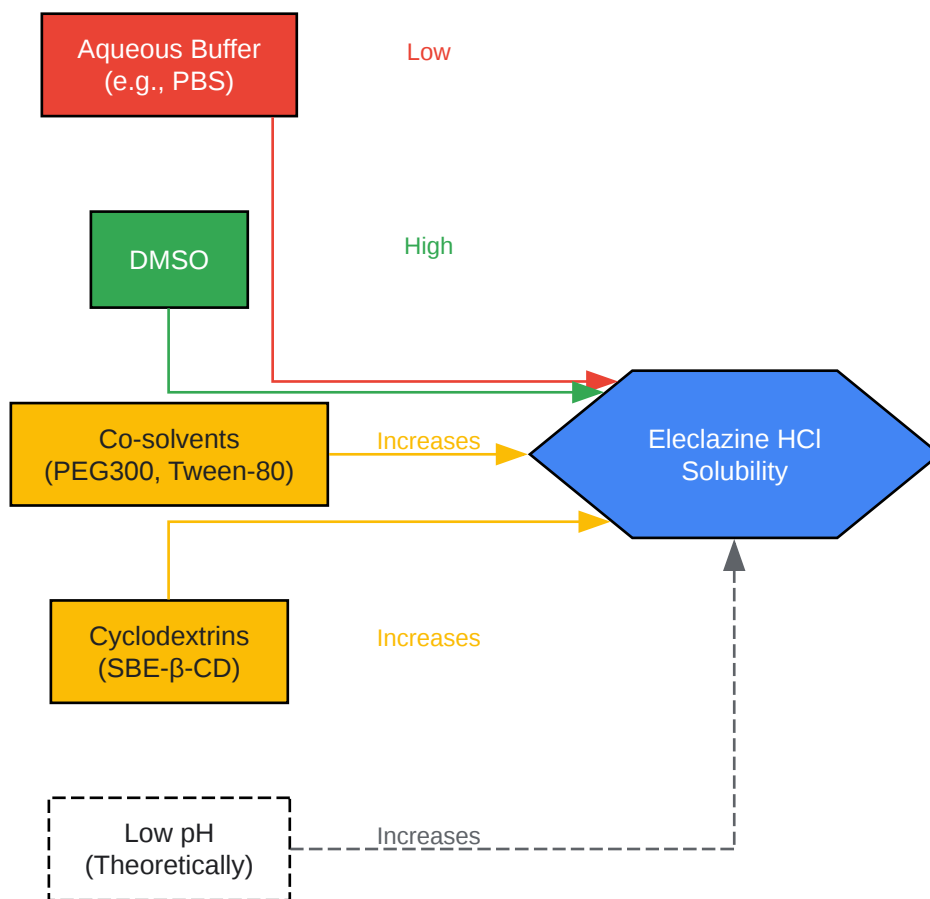 Aqueous Buffer
(e.g., PBS)
Low
DMSO
High
Co-solvents
(PEG300, Tween-80)
Increases
Eleclazine HCl
Solubility
Cyclodextrins
(SBE-β-CD)
Increases
Low pH
(Theoretically)
Increases